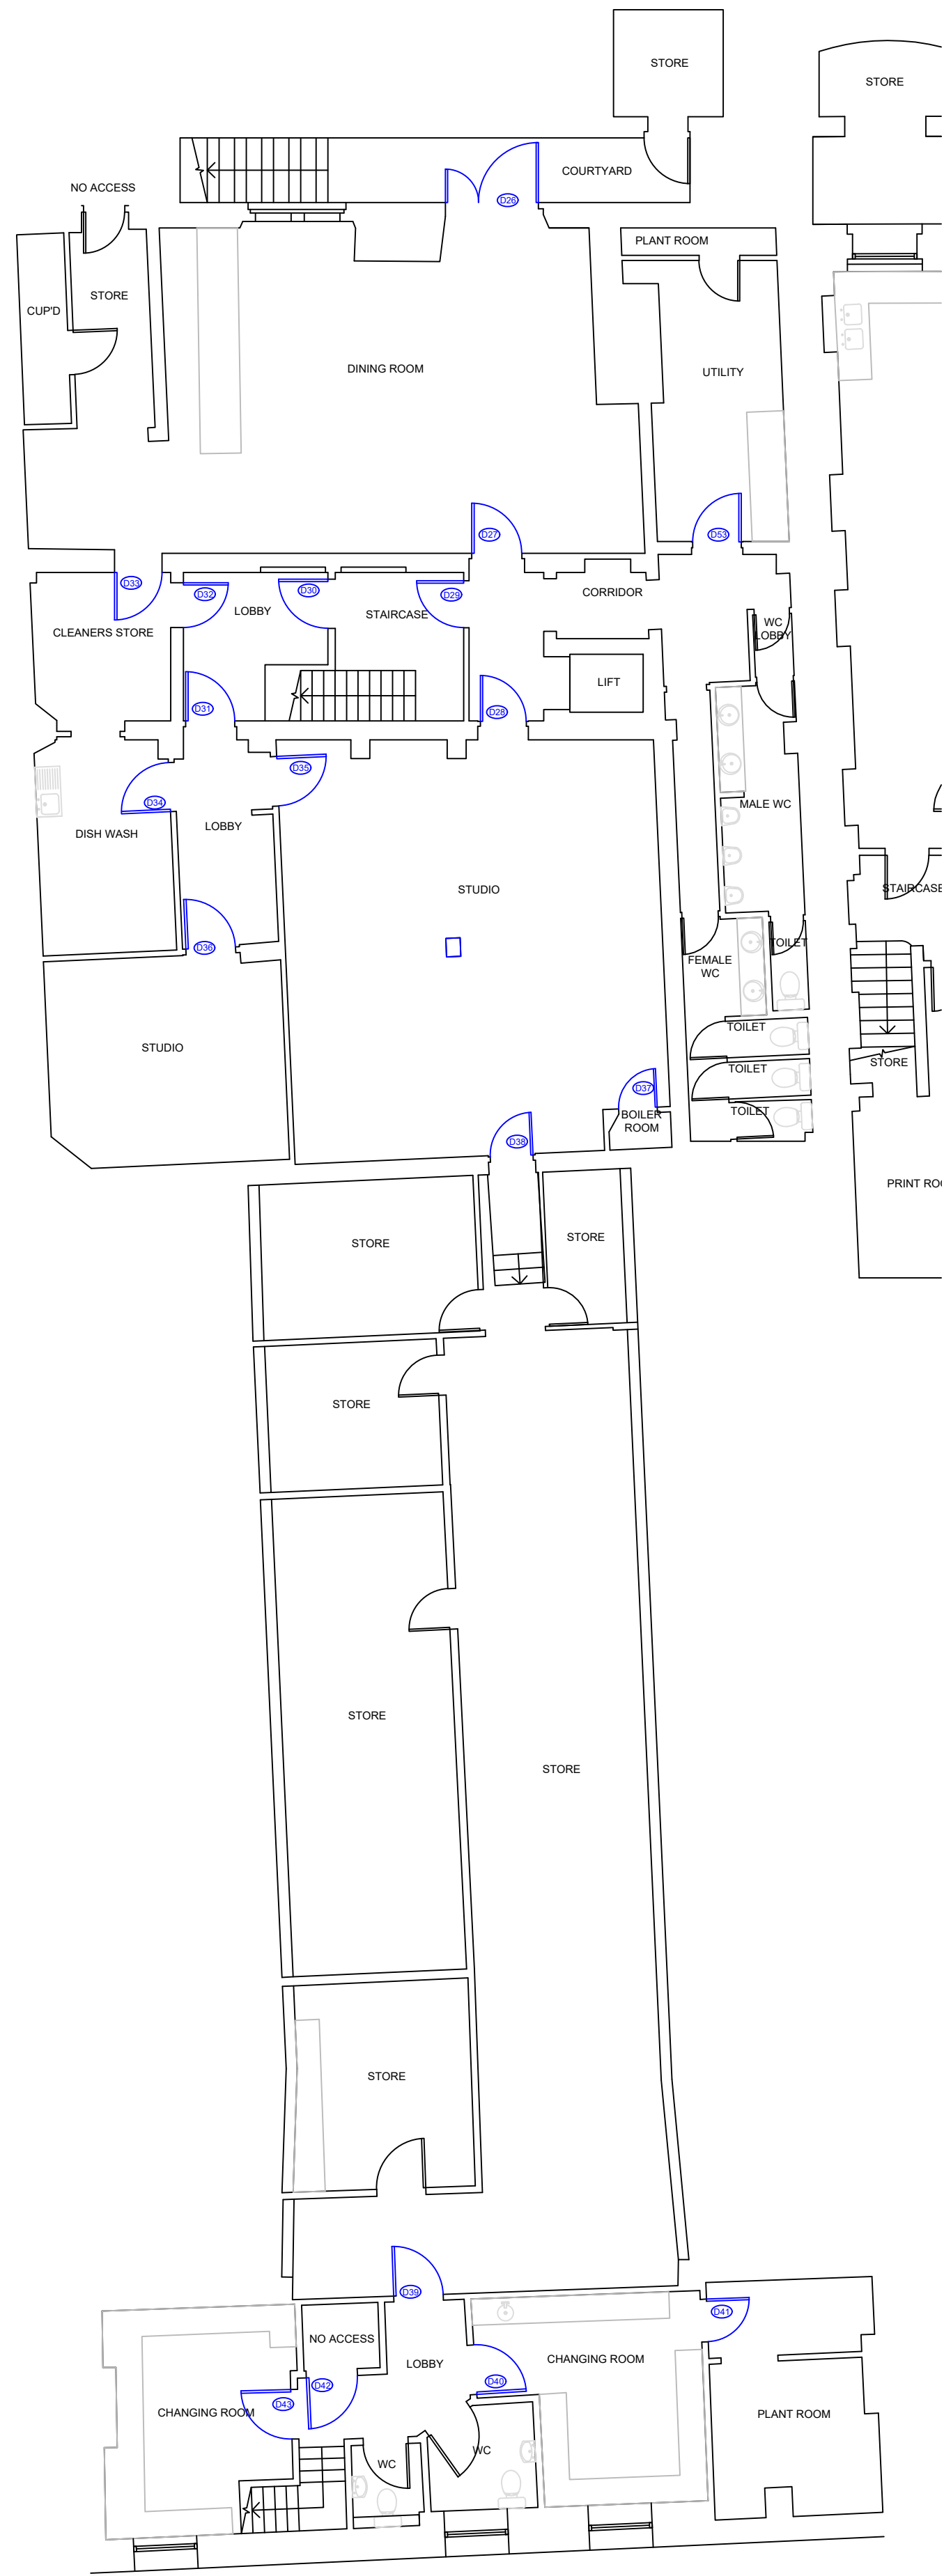 STORE
STORE
COURTYARD
NO ACCESS
D26
PLANT ROOM
STORE
CUP'D
DINING ROOM
UTILITY
D27
D53
D33
D32
D30
D29
CORRIDOR
LOBBY
STAIRCASE
CLEANERS STORE
WC
LOBBY
LIFT
D31
D28
D35
D34
MALE WC
DISH WASH
LOBBY
STUDIO
STAIRCASE
D36
TOILET
FEMALE
WC
TOILET
STUDIO
STORE
TOILET
D37
TOILET
BOILER
ROOM
D38
PRINT ROO
STORE
STORE
STORE
STORE
STORE
STORE
D39
D41
NO ACCESS
LOBBY
CHANGING ROOM
D40
D42
D43
CHANGING ROOM
PLANT ROOM
WC
WC